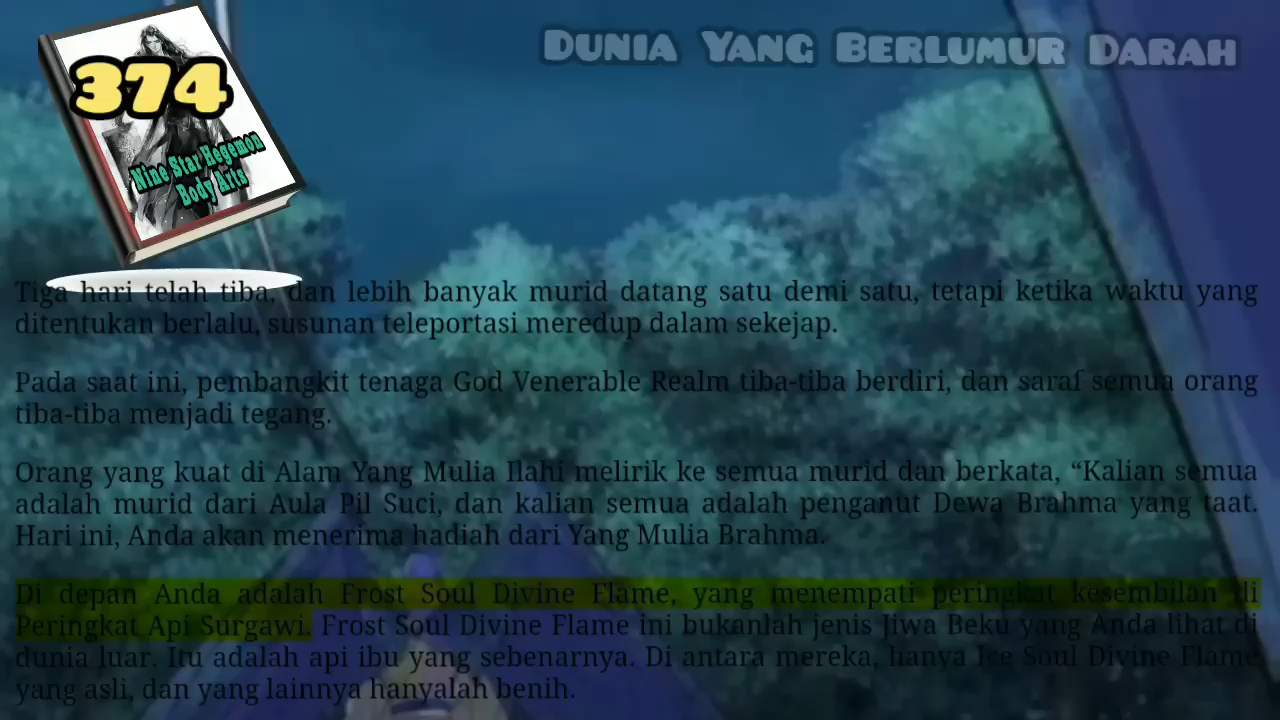 Dunia Yang Berlumur Darah
374
Nine Star Hegemon
Body Arts
Tiga hari telah tiba, dan lebih banyak murid datang satu demi satu, tetapi ketika waktu yang
ditentukan berlalu, susunan teleportasi meredup dalam sekejap.
Pada saat ini, pembangkit tenaga God Venerable Realm tiba-tiba berdiri, dan saraf semua orang
tiba-tiba menjadi tegang.
Orang yang kuat di Alam Yang Mulia Ilahi melirik ke semua murid dan berkata, “Kalian semua
adalah murid dari Aula Pil Suci, dan kalian semua adalah penganut Dewa Brahma yang taat.
Hari ini, Anda akan menerima hadiah dari Yang Mulia Brahma.
Di depan Anda adalah Frost Soul Divine Flame, yang menempati peringkat kesembilan di
Peringkat Api Surgawi. Frost Soul Divine Flame ini bukanlah jenis Jiwa Beku yang Anda lihat di
dunia luar. Itu adalah api ibu yang sebenarnya. Di antara mereka, hanya Ice Soul Divine Flame
yang asli, dan yang lainnya hanyalah benih.